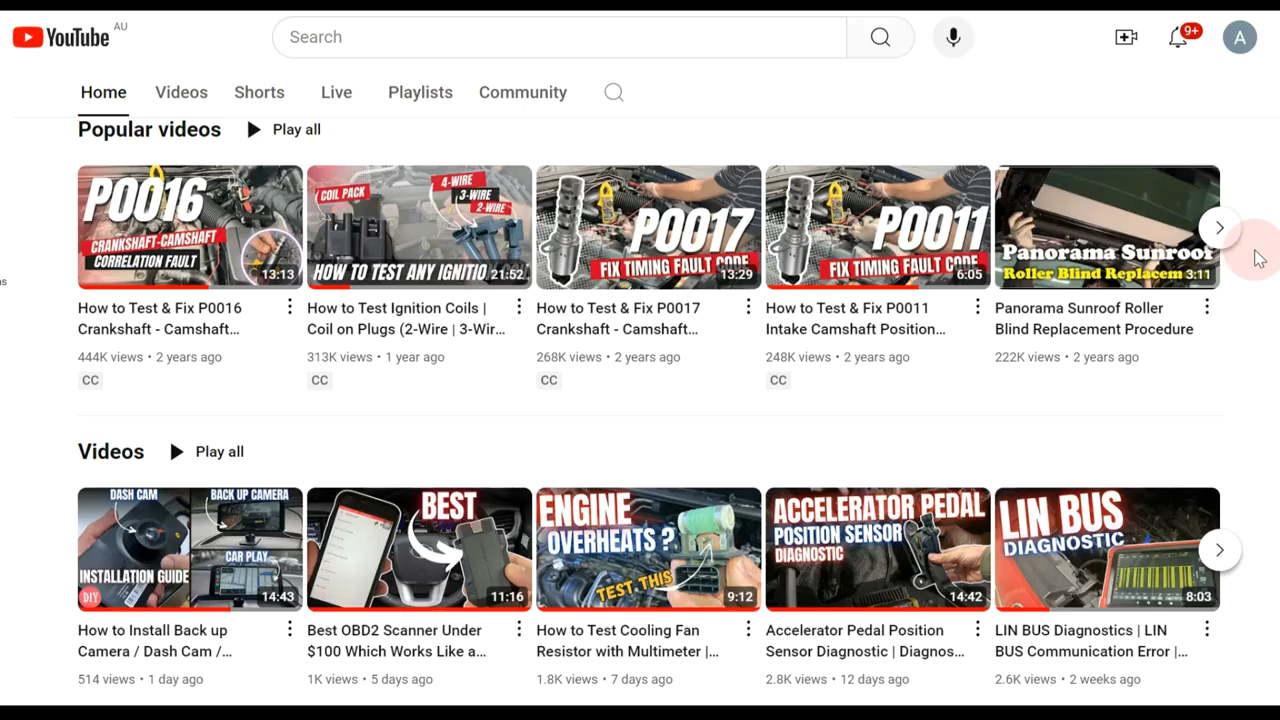 YouTube AU
Search
9+
A
Home Videos Shorts Live Playlists Community
Popular videos Play all
P0016
CRANKSHAFT-CAMSHAFT
CORRELATION FAULT
13:13
COIL PACK
4-WIRE
3-WIRE
2-WIRE
HOW TO TEST ANY IGNITIO
21:52
P0017
FIX TIMING FAULT CODE
13:29
P0011
FIX TIMING FAULT CODE
6:05
Panorama Sunroof
Roller Blind Replacem
3:11
How to Test & Fix P0016
Crankshaft - Camshaft...
444K views • 2 years ago
CC
How to Test Ignition Coils |
Coil on Plugs (2-Wire | 3-Wir...
313K views • 1 year ago
CC
How to Test & Fix P0017
Crankshaft - Camshaft...
268K views • 2 years ago
CC
How to Test & Fix P0011
Intake Camshaft Position...
248K views • 2 years ago
CC
Panorama Sunroof Roller
Blind Replacement Procedure
222K views • 2 years ago
Videos Play all
DASH CAM
BACK UP CAMERA
CAR PLAY
INSTALLATION GUIDE
DIY
14:43
BEST
11:16
ENGINE
OVERHEATS ?
TEST THIS
9:12
ACCELERATOR PEDAL
POSITION SENSOR
DIAGNOSTIC
14:42
LIN BUS
DIAGNOSTIC
8:03
How to Install Back up
Camera / Dash Cam /...
514 views • 1 day ago
Best OBD2 Scanner Under
$100 Which Works Like a...
1K views • 5 days ago
How to Test Cooling Fan
Resistor with Multimeter |...
1.8K views • 7 days ago
Accelerator Pedal Position
Sensor Diagnostic | Diagnos...
2.8K views • 12 days ago
LIN BUS Diagnostics | LIN
BUS Communication Error |...
2.6K views • 2 weeks ago